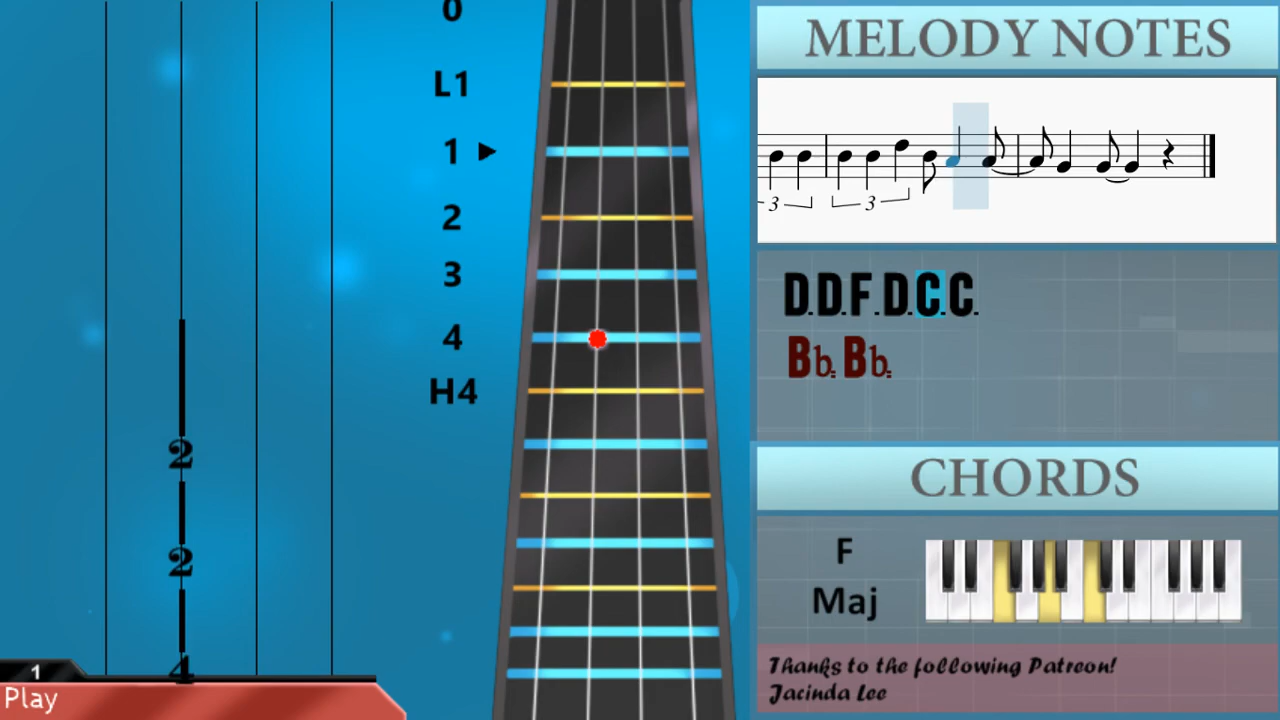 0
L1
1
2
3
4
H4
2
2
4
1
Play
MELODY NOTES
3
3
D.D.F.D.C.C.
Bb.Bb.
CHORDS
F
Maj
Thanks to the following Patreon!
Jacinda Lee